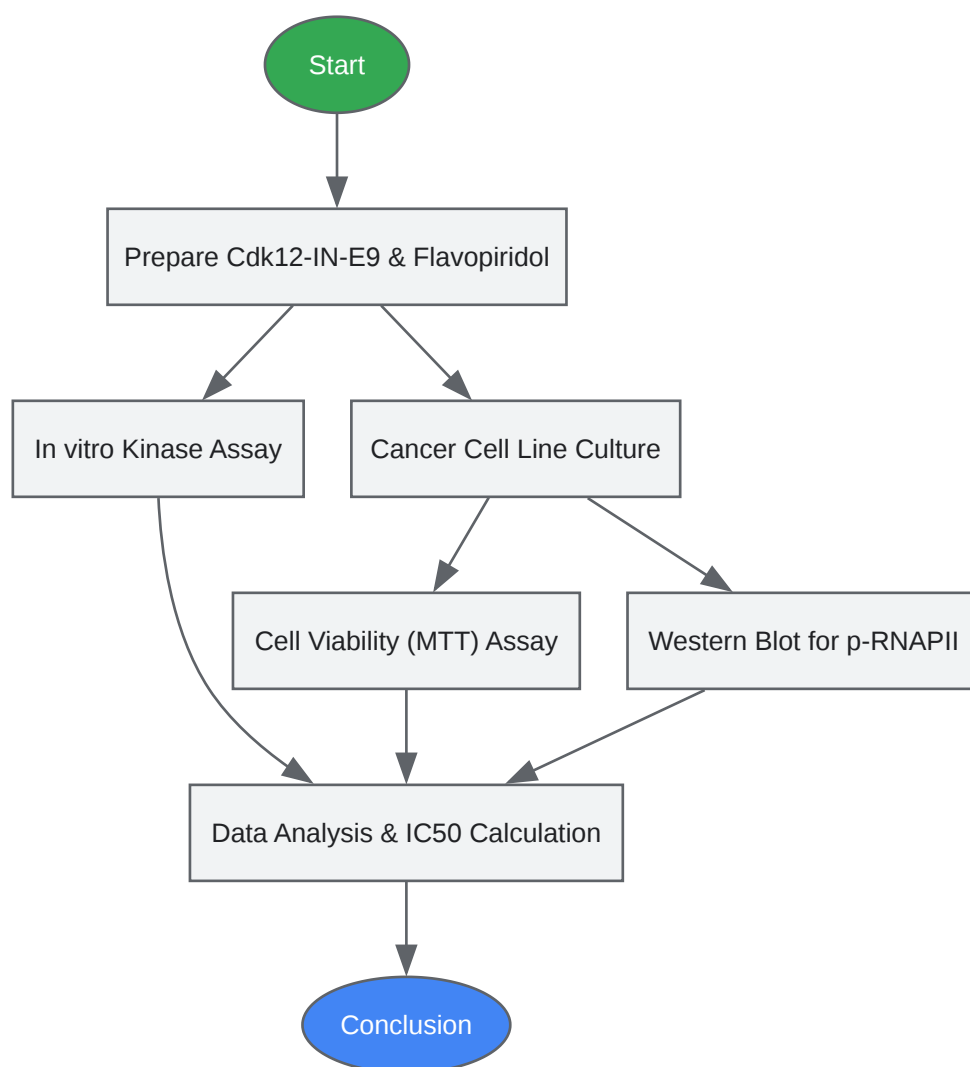 Start
Prepare Cdk12-IN-E9 & Flavopiridol
In vitro Kinase Assay
Cancer Cell Line Culture
Cell Viability (MTT) Assay
Western Blot for p-RNAPII
Data Analysis & IC50 Calculation
Conclusion